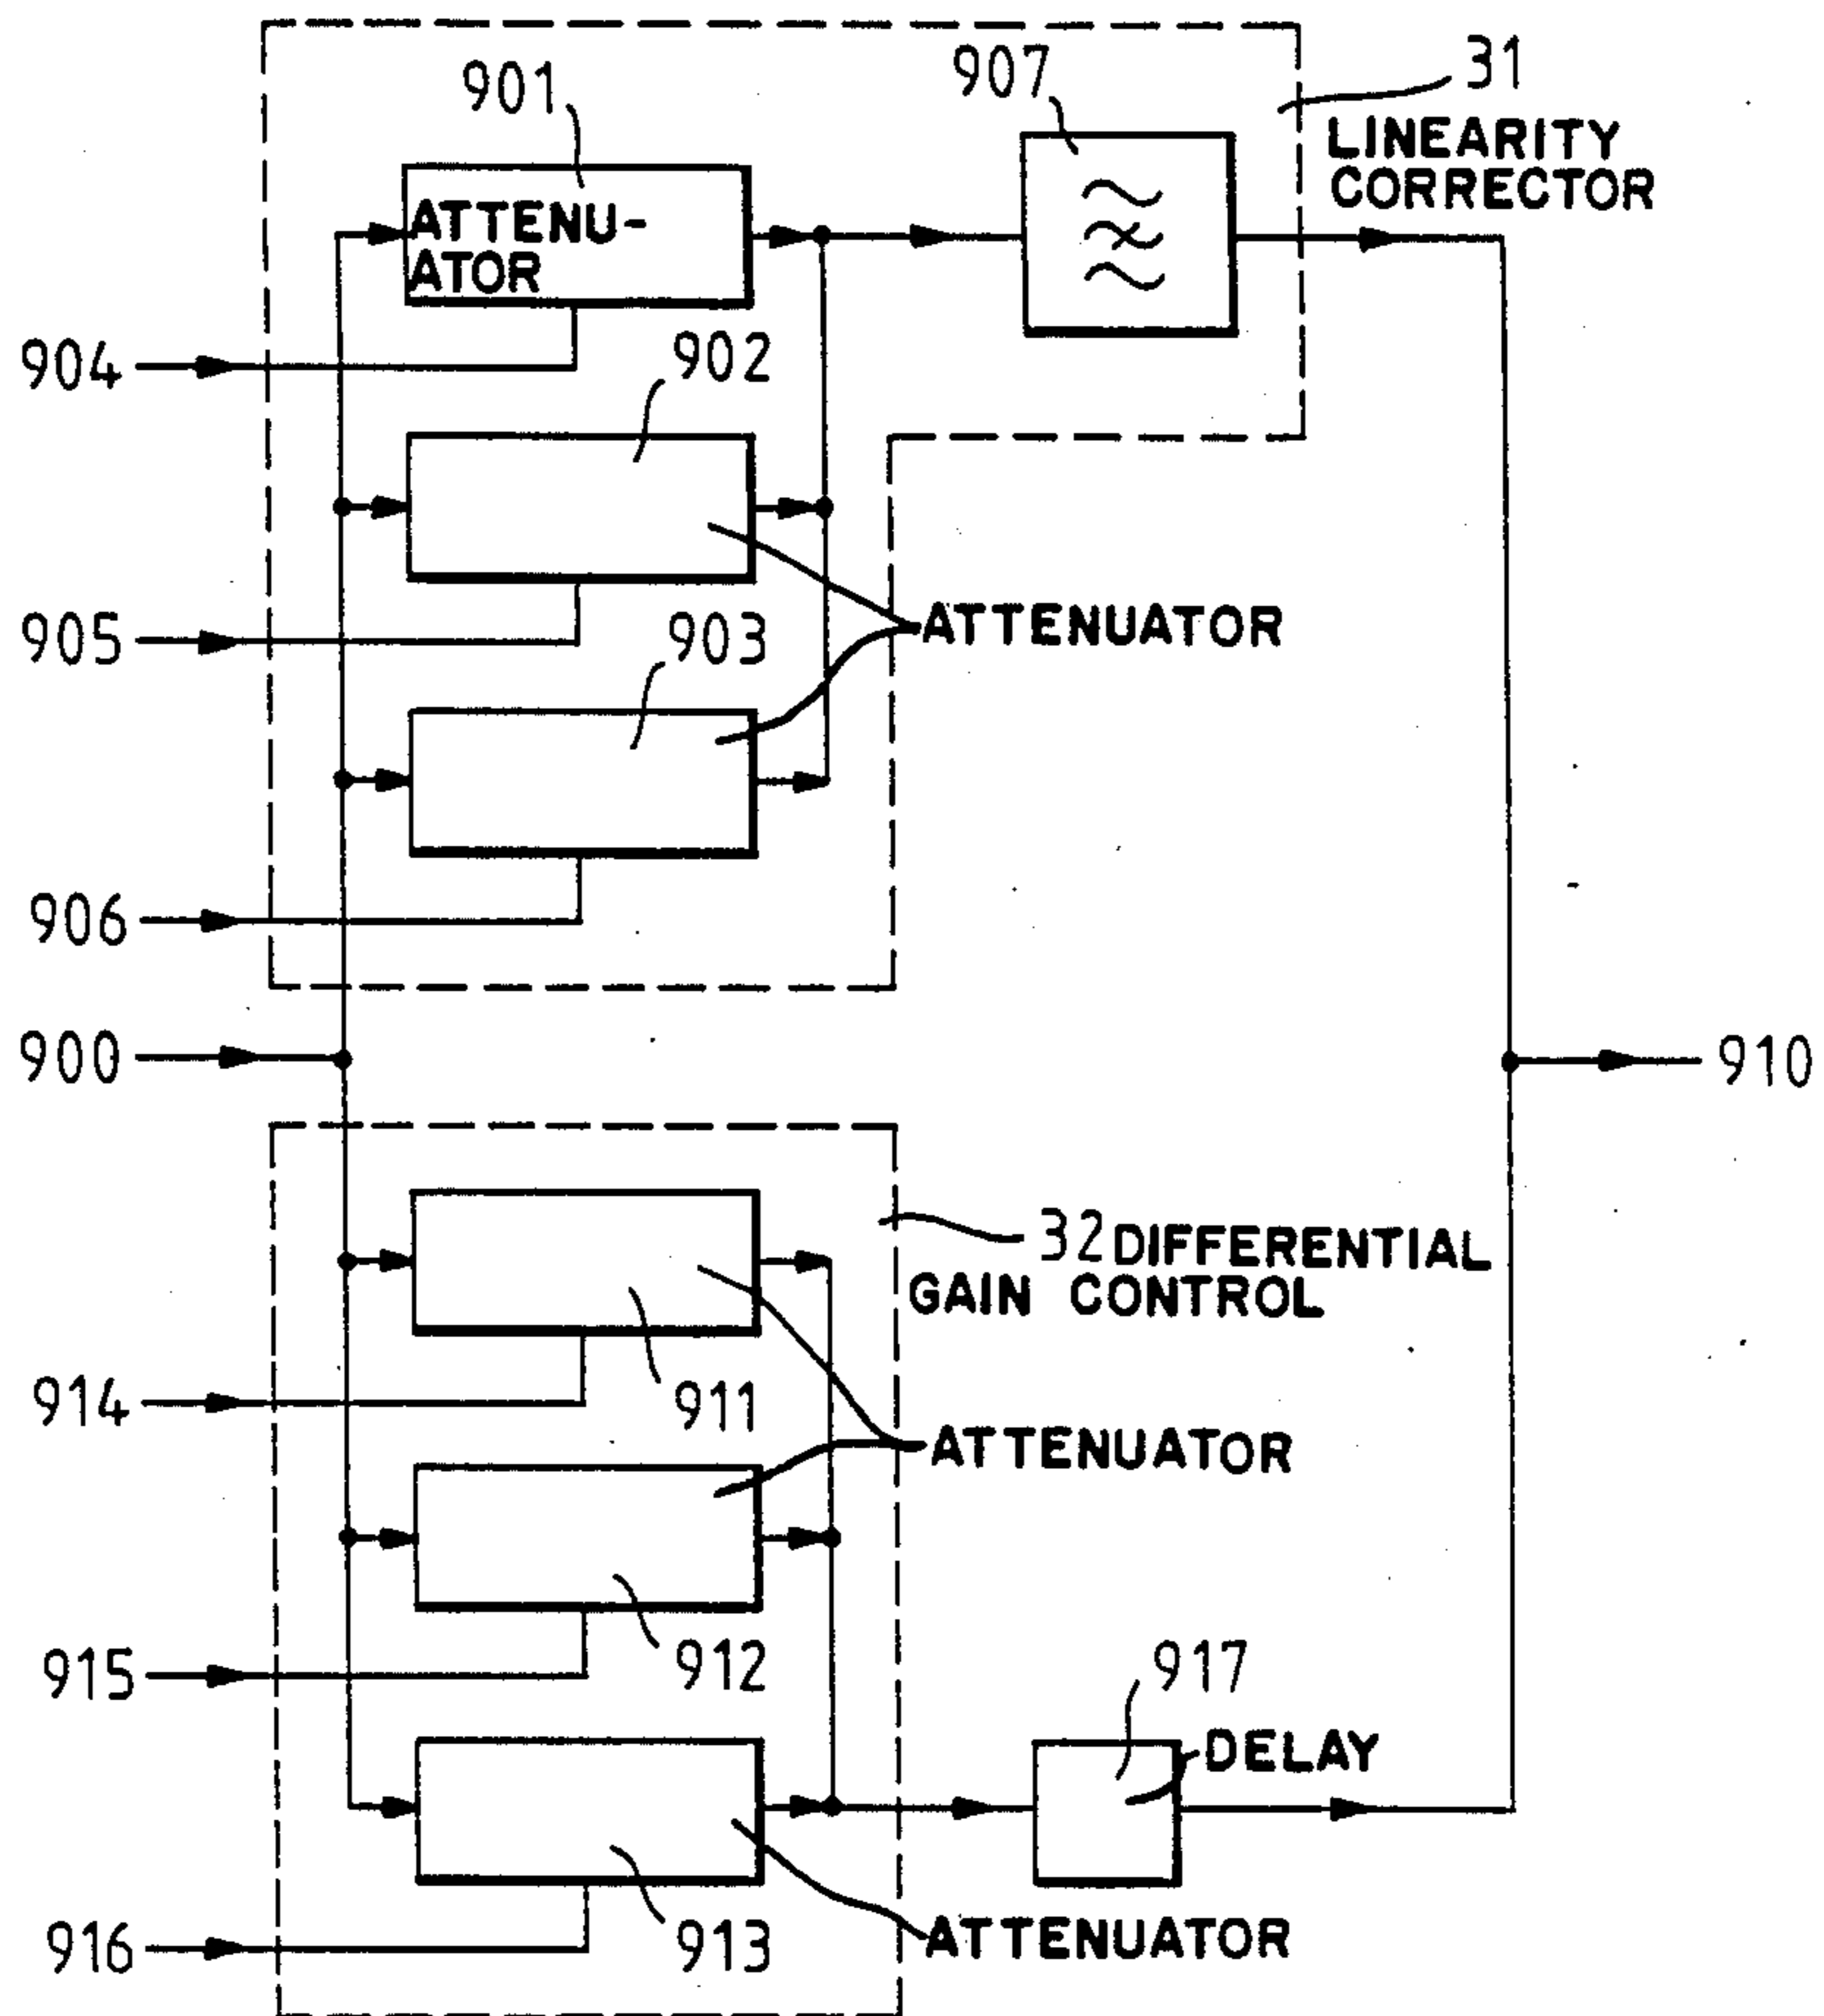 901
907
31
LINEARITY
CORRECTOR
ATTENU-
ATOR
904
902
905
903
ATTENUATOR
906
900
910
32 DIFFERENTIAL
GAIN CONTROL
914
911
ATTENUATOR
915
912
917
DELAY
916
913
ATTENUATOR